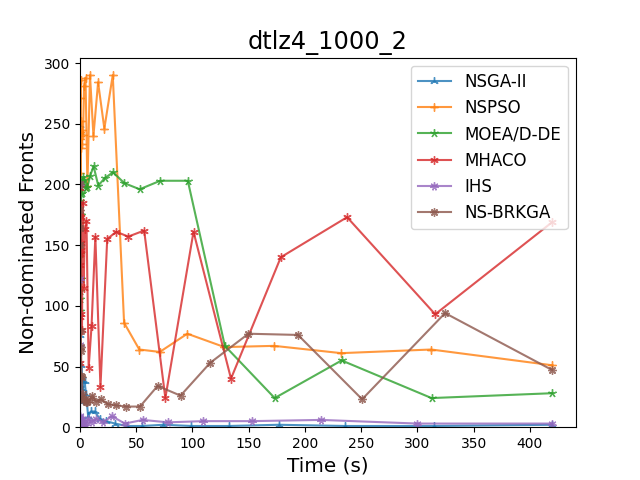 dtlz4_1000_2
Non-dominated Fronts
300
250
200
150
100
50
0
0 50 100 150 200 250 300 350 400
Time (s)
NSGA-II
NSPSO
MOEA/D-DE
MHACO
IHS
NS-BRKGA